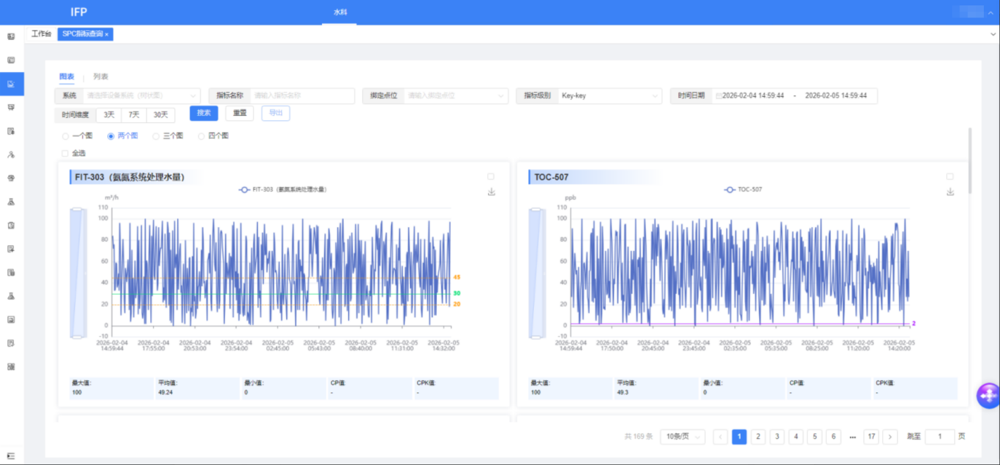 IFP
水科
工作台
SPC指标查询 ×
图表 | 列表
系统 请选择设备系统（树状图）
指标名称 请输入指标名称
绑定点位 请输入绑定点位
指标级别 Key-key
时间日期 2026-02-04 14:59:44 - 2026-02-05 14:59:44
时间维度 3天 7天 30天
搜索 重置 导出
一个图 两个图 三个图 四个图
全选
FIT-303（氨氮系统处理水量）
FIT-303（氨氮系统处理水量）
m³/h
110
100
80
60
40
20
0
-10
45
30
20
2026-02-04 2026-02-04 2026-02-04 2026-02-04 2026-02-05 2026-02-05 2026-02-05 2026-02-05 2026-02-05
14:59:44 17:55:00 20:53:00 23:54:00 02:45:00 05:43:00 08:40:00 11:31:00 14:32:00
最大值: 平均值: 最小值: CP值: CPK值:
100 49.24 0 - -
TOC-507
TOC-507
ppb
110
100
80
60
40
20
0
-10
2
2026-02-04 2026-02-04 2026-02-04 2026-02-04 2026-02-05 2026-02-05 2026-02-05 2026-02-05 2026-02-05
14:59:44 17:50:00 20:45:00 23:45:00 02:35:00 05:35:00 08:25:00 11:20:00 14:20:00
最大值: 平均值: 最小值: CP值: CPK值:
100 49.3 0 - -
共 169 条 10条/页 < 1 2 3 4 5 6 ••• 17 > 跳至 1 页